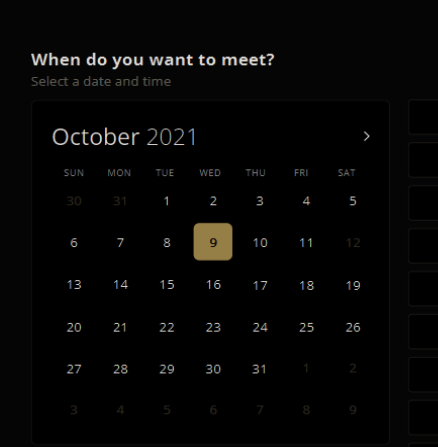 When do you want to meet?
Select a date and time
October 2021 >
SUN MON TUE WED THU FRI SAT
30 31 1 2 3 4 5
6 7 8 9 10 11 12
13 14 15 16 17 18 19
20 21 22 23 24 25 26
27 28 29 30 31 1 2
3 4 5 6 7 8 9